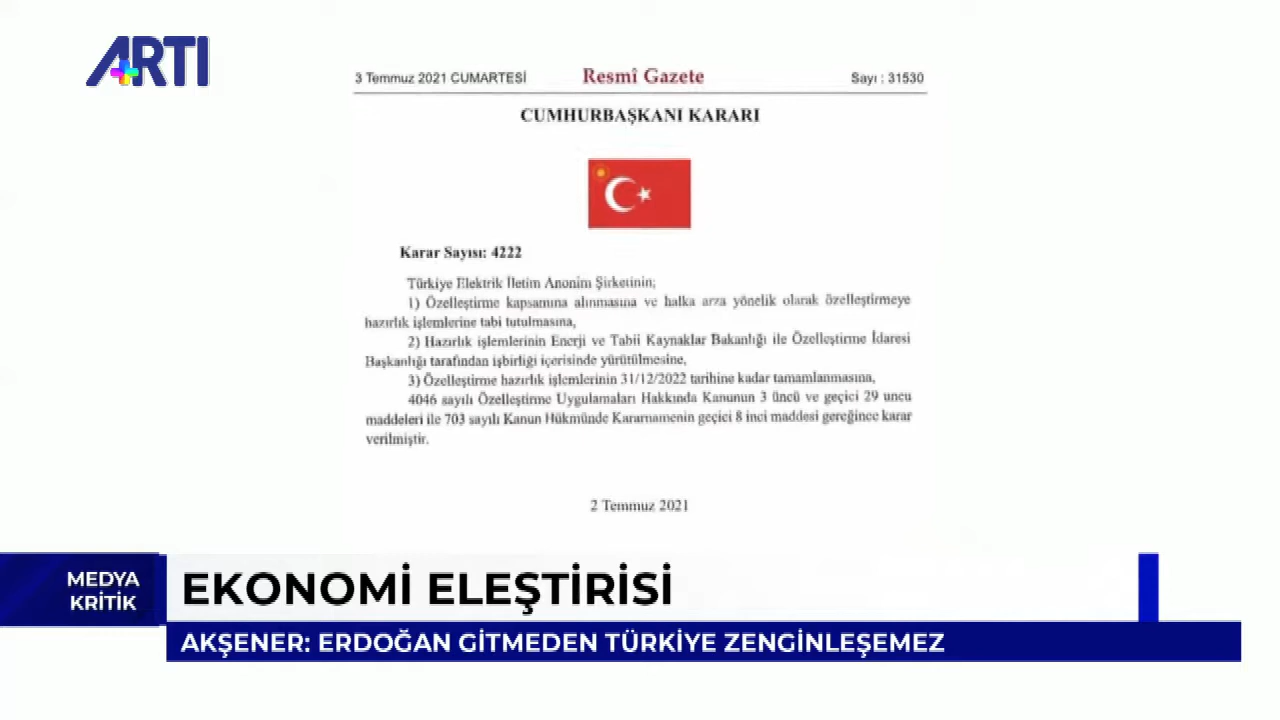 ARTI
3 Temmuz 2021 CUMARTESİ Resmî Gazete Sayı : 31530
CUMHURBAŞKANI KARARI
Karar Sayısı: 4222
Türkiye Elektrik İletim Anonim Şirketinin;
1) Özelleştirme kapsamına alınmasına ve halka arza yönelik olarak özelleştirmeye
hazırlık işlemlerine tabi tutulmasına,
2) Hazırlık işlemlerinin Enerji ve Tabii Kaynaklar Bakanlığı ile Özelleştirme İdaresi
Başkanlığı tarafından işbirliği içerisinde yürütülmesine,
3) Özelleştirme hazırlık işlemlerinin 31/12/2022 tarihine kadar tamamlanmasına,
4046 sayılı Özelleştirme Uygulamaları Hakkında Kanunun 3 üncü ve geçici 29 uncu
maddeleri ile 703 sayılı Kanun Hükmünde Kararnamenin geçici 8 inci maddesi gereğince karar
verilmiştir.
2 Temmuz 2021
MEDYA
KRİTİK
EKONOMİ ELEŞTİRİSİ
AKŞENER: ERDOĞAN GİTMEDEN TÜRKİYE ZENGİNLEŞEMEZ